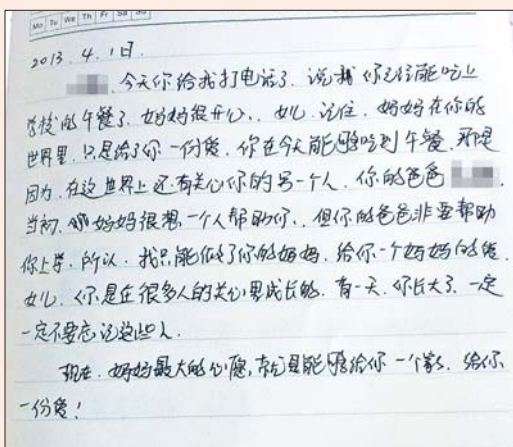 Mo Tu We Th Fr Sa Su
2013. 4. 1日.
今天你给我打电话了. 说 你已经能吃上
学校的午餐了. 妈妈很开心.. 女儿. 记住. 妈妈在你的
世界里. 只是给了你一份爱. 你在今天能够吃到午餐. 那是
因为. 在这世界上还有关心你的另一个人. 你的爸爸
当初. 妈妈很想一个人帮助你.. 但你的爸爸非要帮助
你上学. 所以. 我只能做了你的妈妈. 给你一个妈妈的爱.
女儿. 你是在很多人的关心里成长的. 有一天. 你长大了. 一定
一定不要忘记这些人.
现在. 妈妈最大的心愿, 就是能够给你一个家. 给你
一份爱!